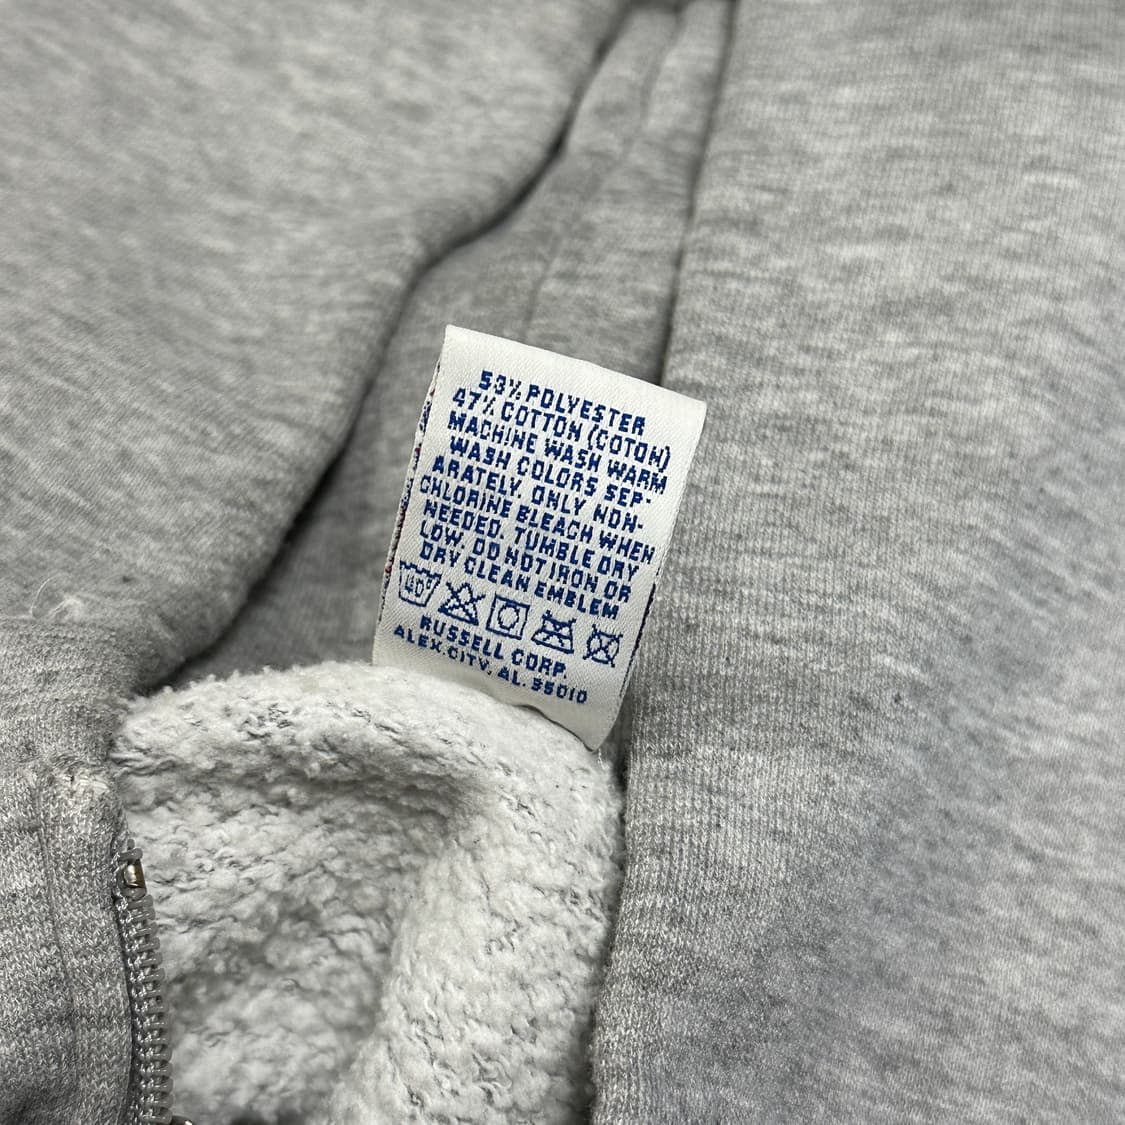 53% POLYESTER
47% COTTON (COTON)
MACHINE WASH WARM
WASH COLORS SEP-
ARATELY. ONLY NON-
CHLORINE BLEACH WHEN
NEEDED. TUMBLE DRY
LOW. DO NOT IRON OR
DRY CLEAN EMBLEM
40°
RUSSELL CORP.
ALEX.CITY, AL. 35010